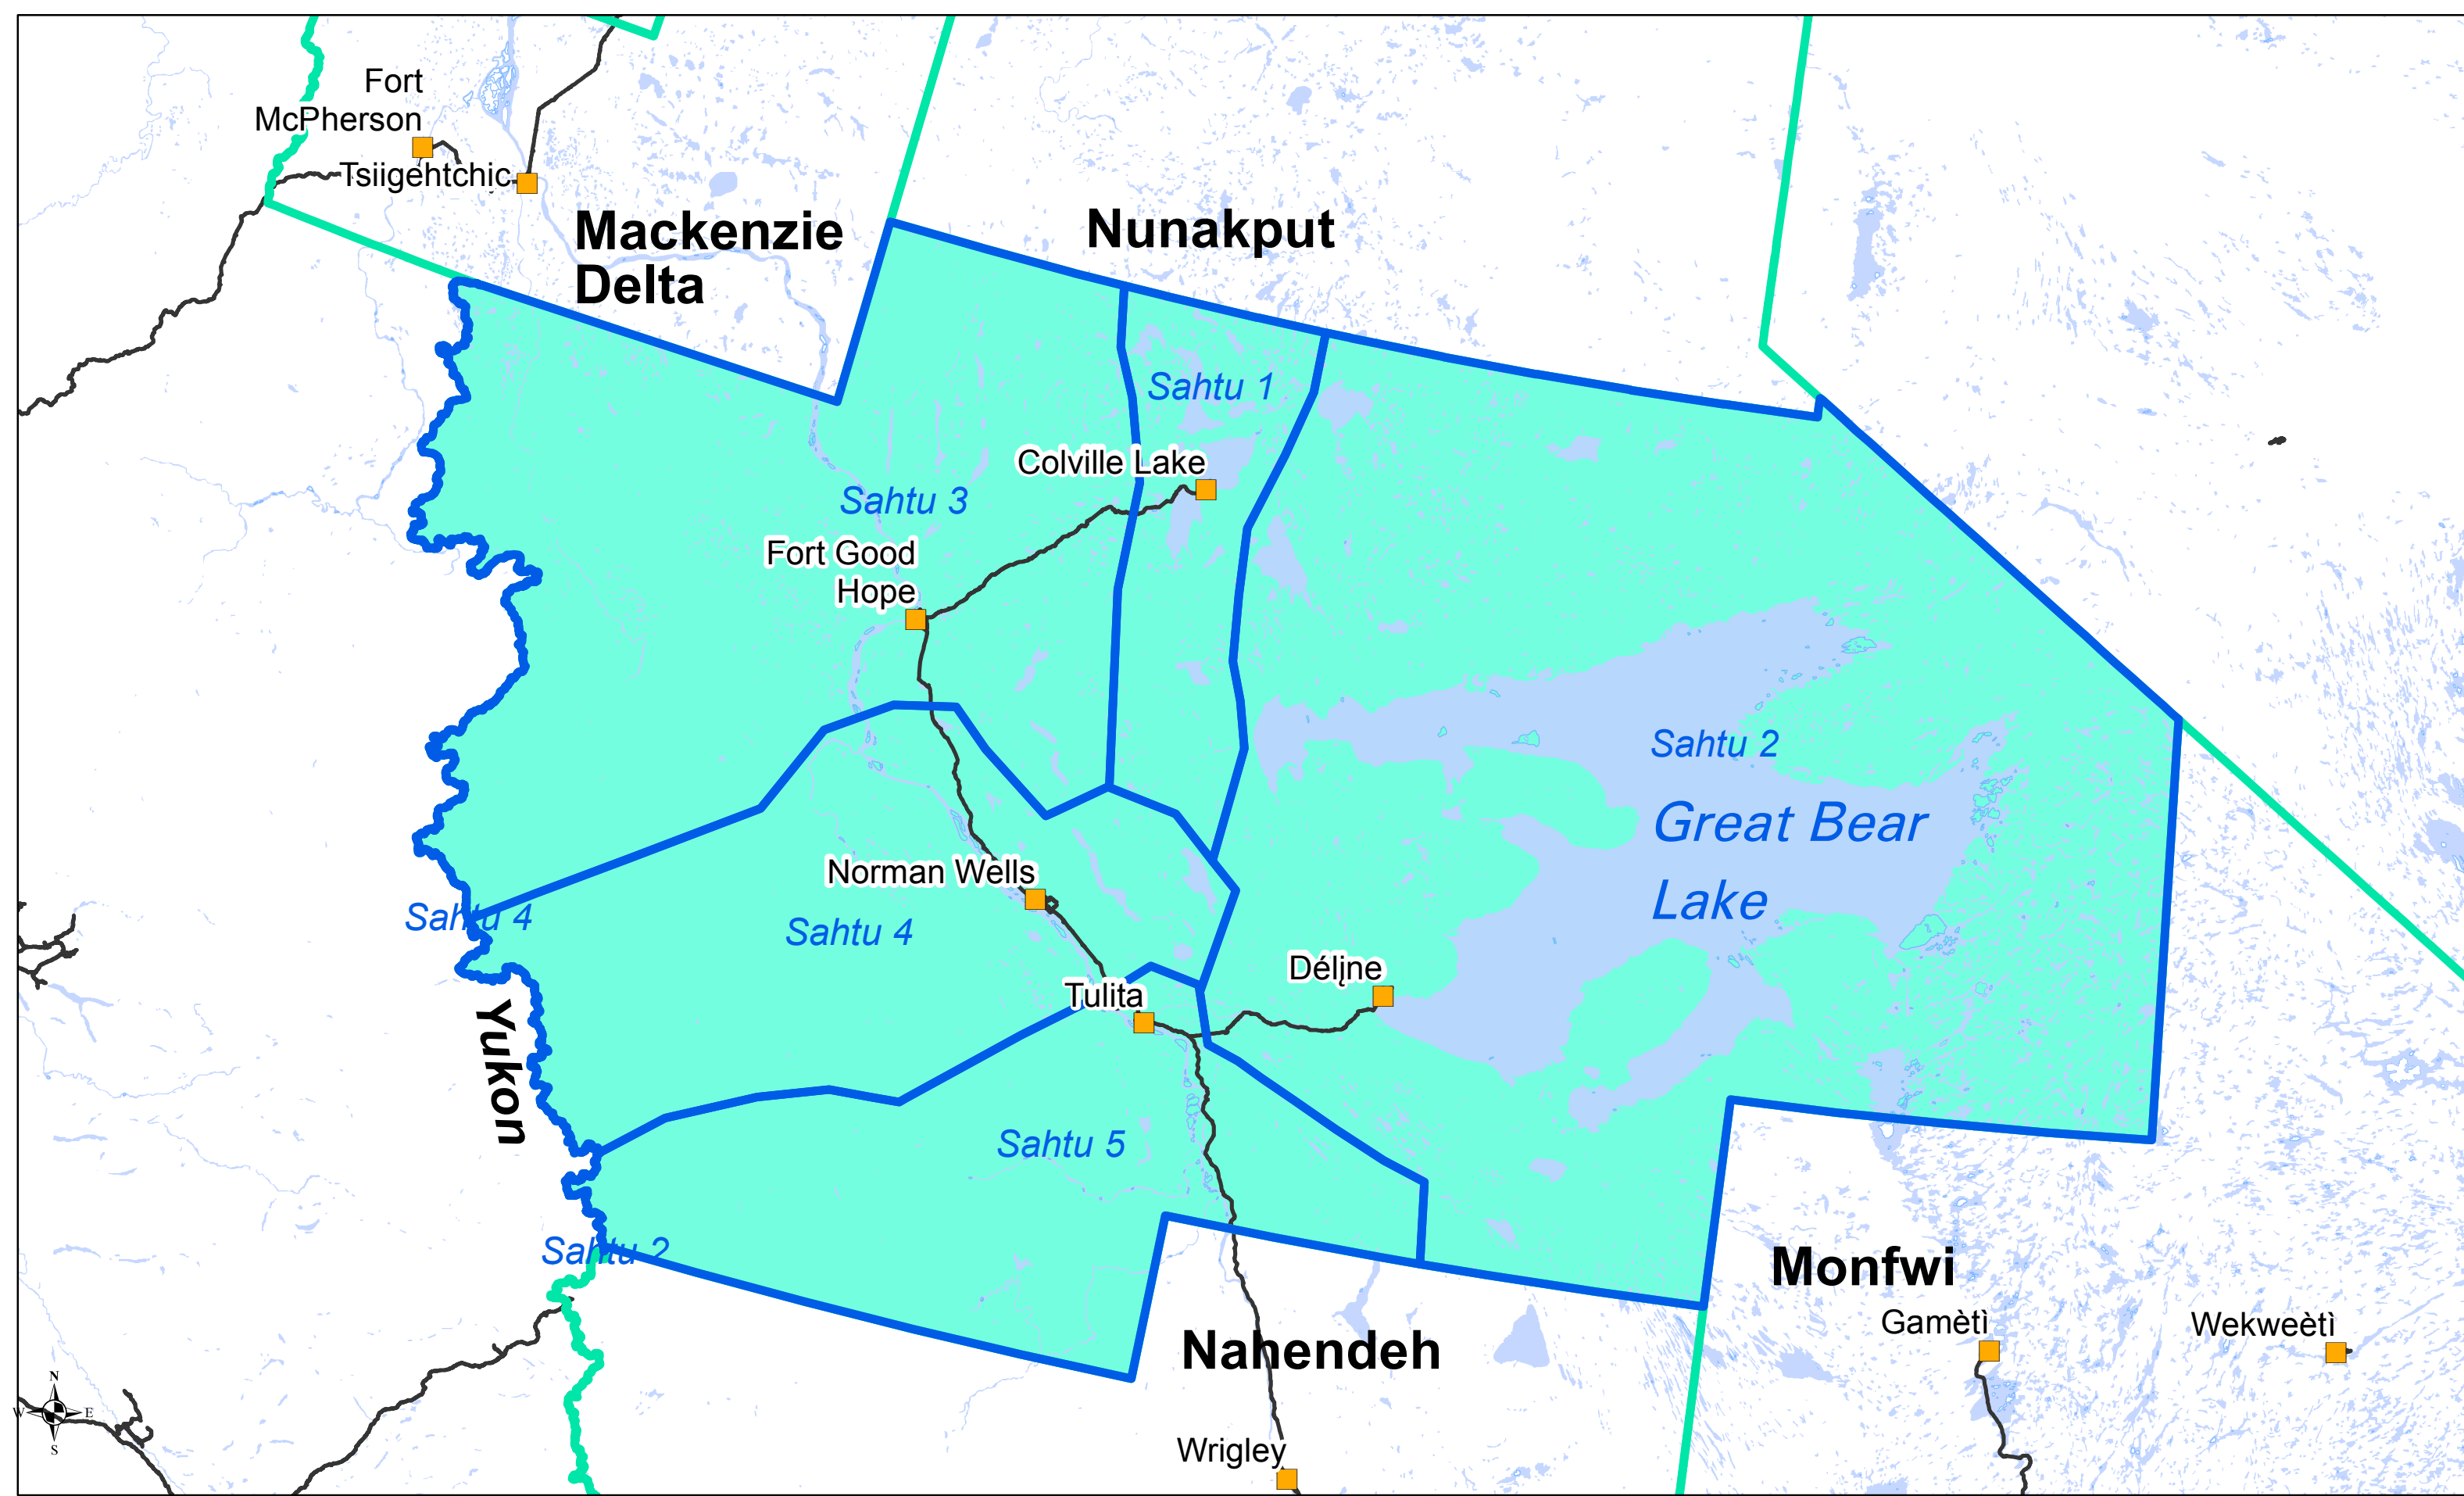 Fort
McPherson
Tsiigehtchic
Mackenzie
Delta
Nunakput
Sahtu 1
Colville Lake
Sahtu 3
Fort Good
Hope
Sahtu 2
Great Bear
Lake
Norman Wells
Sahtu 4
Sahtu 4
Délįne
Tulita
Yukon
Sahtu 5
Sahtu 2
Monfwi
Gamètì
Wekweètì
Nahendeh
Wrigley
N
W
E
S